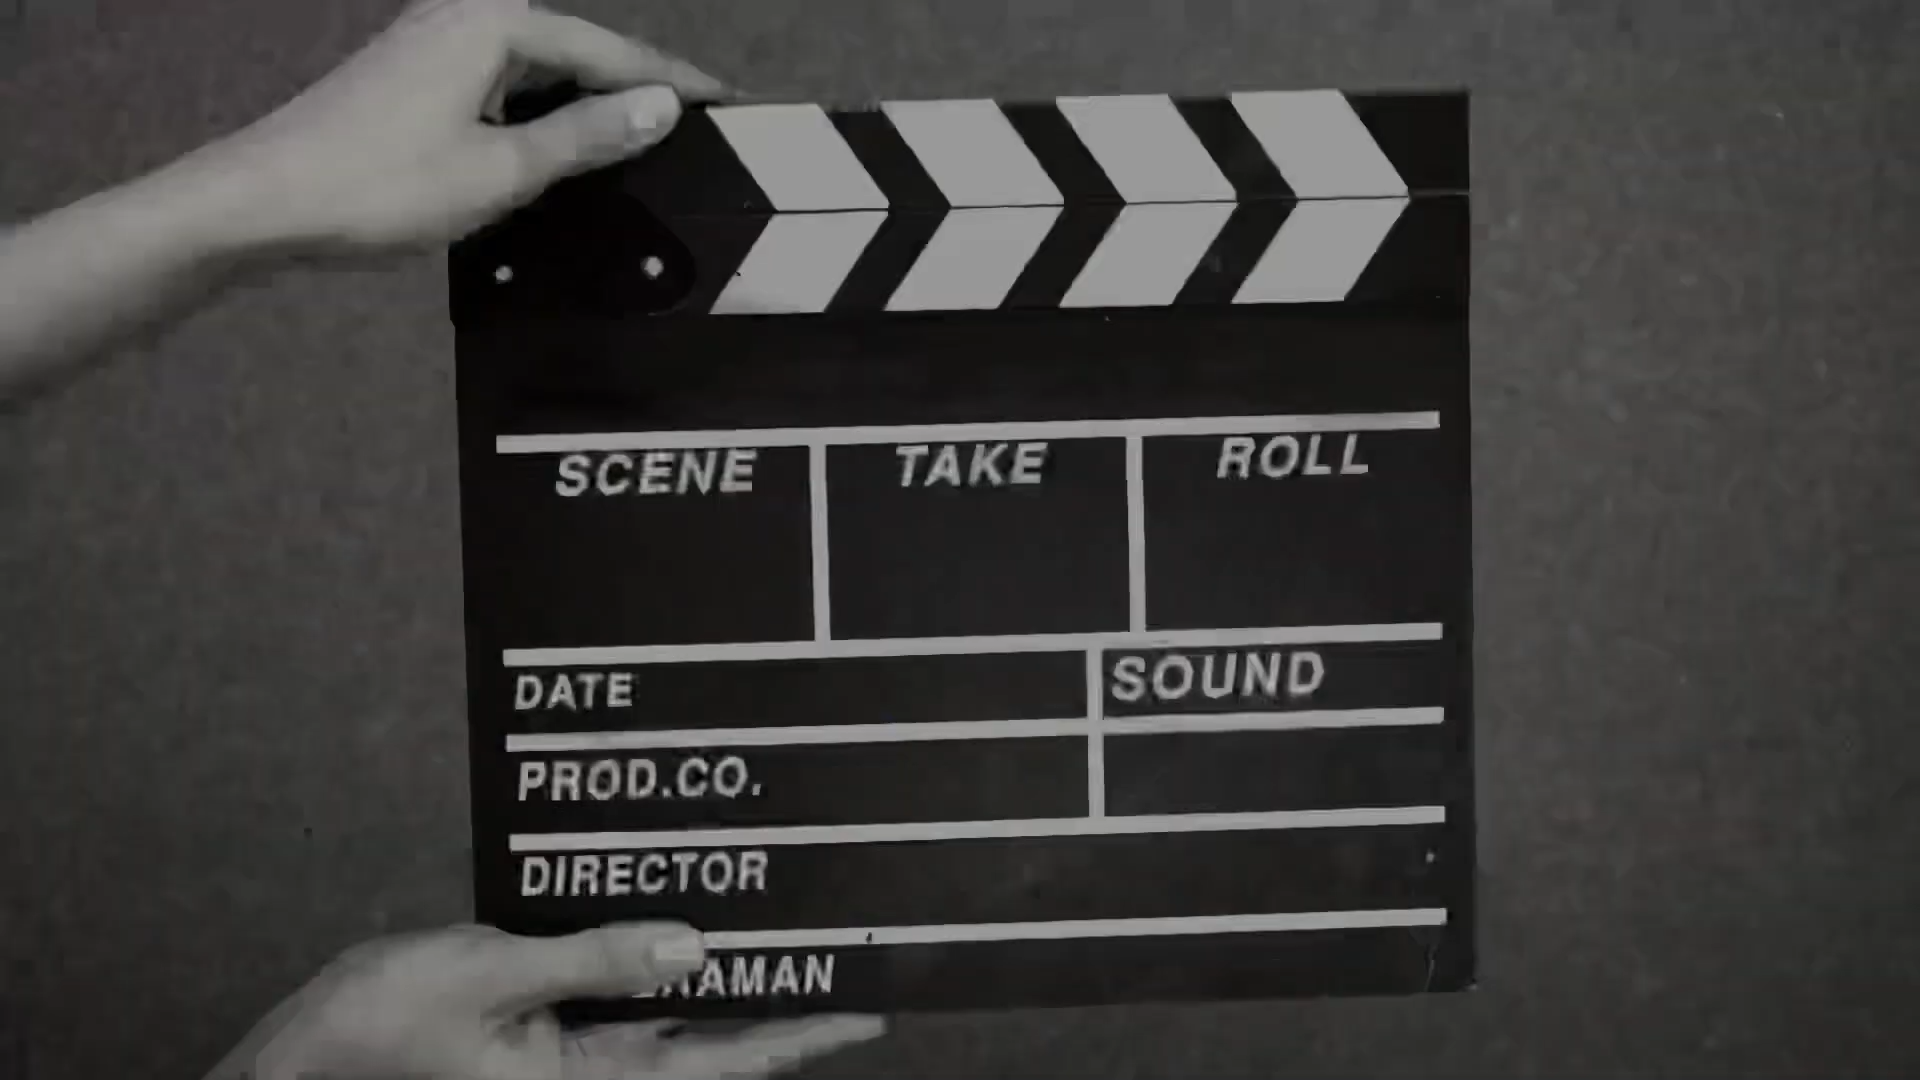 SCENE TAKE ROLL
DATE SOUND
PROD.CO.
DIRECTOR